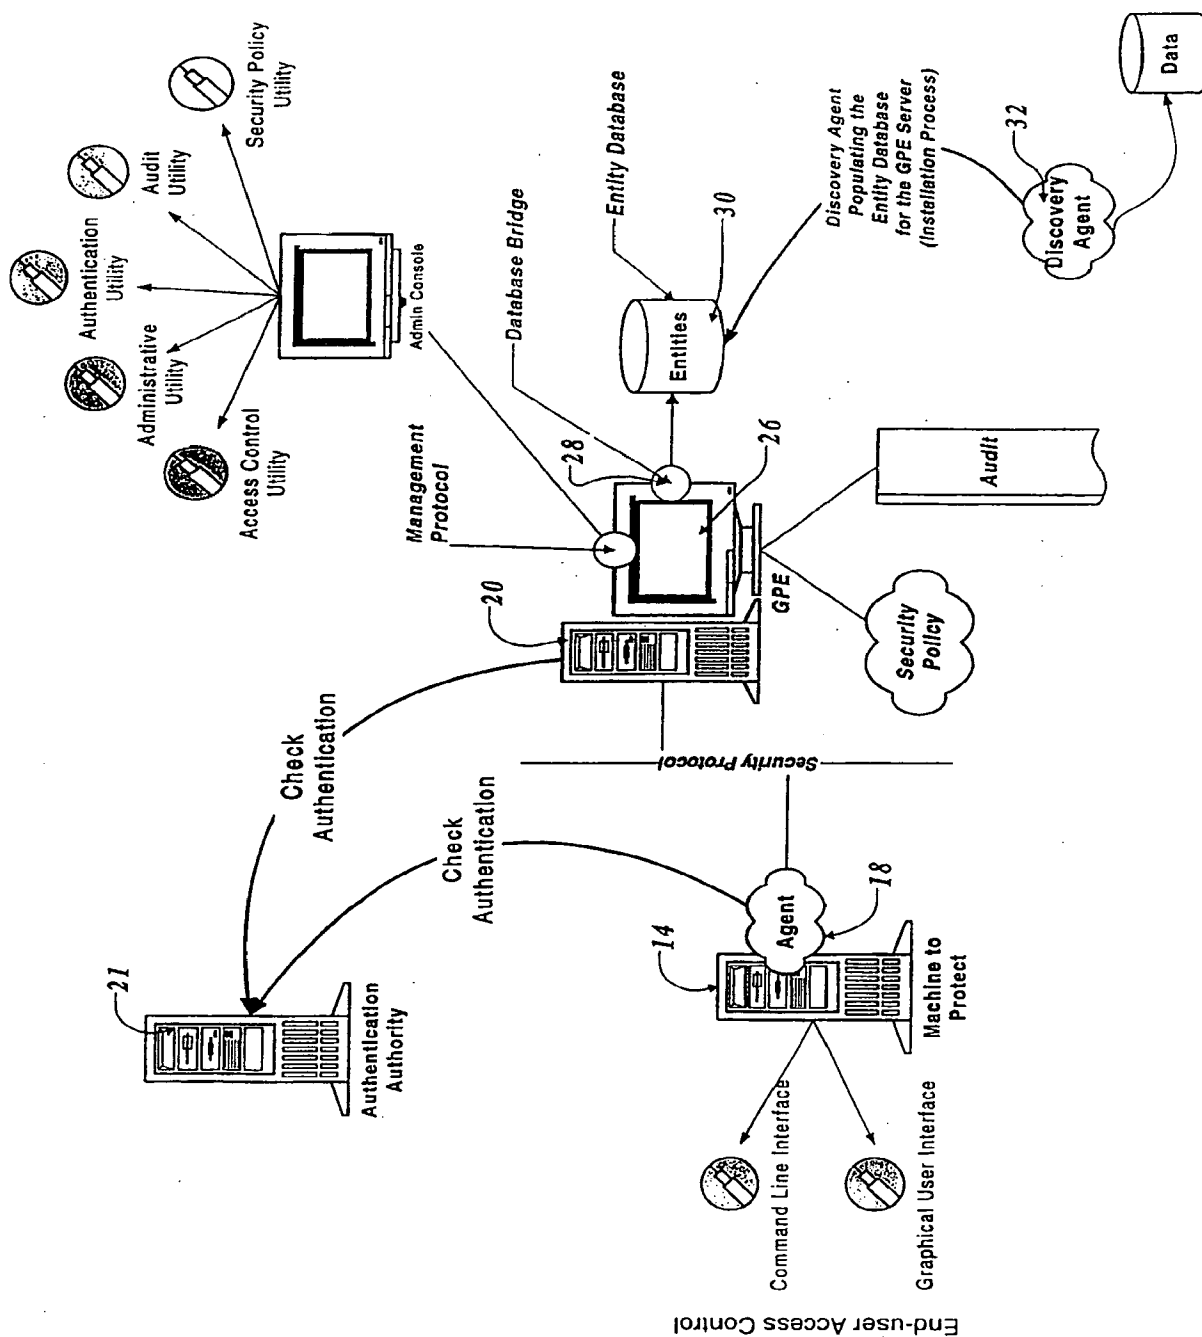 Security Policy
Utility
Audit
Utility
Authentication
Utility
Administrative
Utility
Access Control
Utility
Admin Console
Management
Protocol
Database Bridge
Entity Database
28
30
Entities
26
20
GPE
Discovery Agent
Populating the
Entity Database
for the GPE Server
(Installation Process)
32
Discovery
Agent
Data
Audit
Security
Policy
Check
Authentication
Check
Authentication
Security Protocol
21
Authentication
Authority
14
Agent
18
Machine to
Protect
Command Line Interface
Graphical User Interface
End-user Access Control